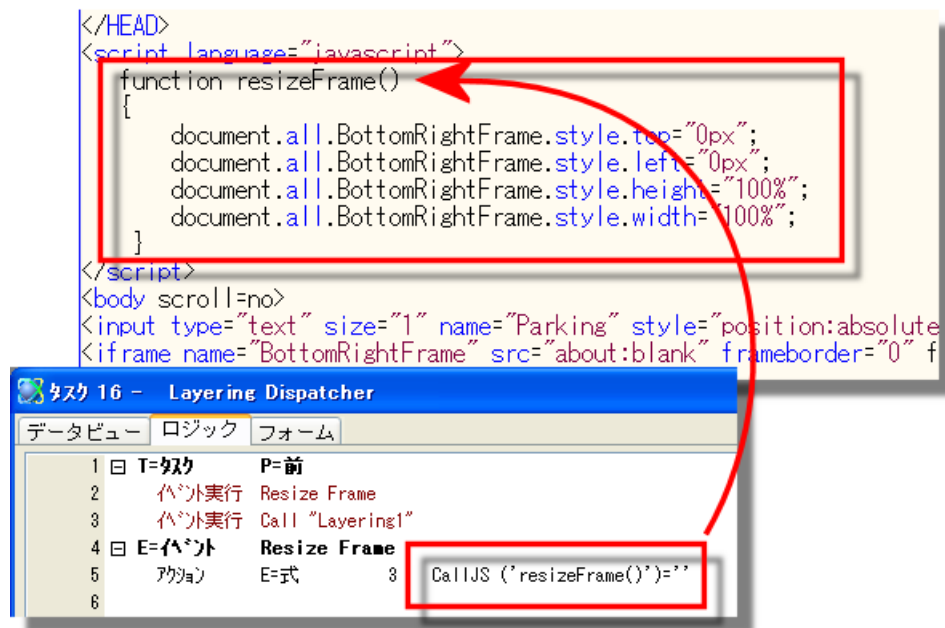 </HEAD>
<script language="javascript">
function resizeFrame()
{
document.all.BottomRightFrame.style.top="0px";
document.all.BottomRightFrame.style.left="0px";
document.all.BottomRightFrame.style.height="100%";
document.all.BottomRightFrame.style.width="100%";
}
</script>
<body scroll=no>
<input type="text" size="1" name="Parking" style="position:absolute
<iframe name="BottomRightFrame" src="about:blank" frameborder="0" f
タスク 16 - Layering Dispatcher
データビュー ロジック フォーム
1 T=タスク P=前
2 イベント実行 Resize Frame
3 イベント実行 Call "Layering1"
4 E=イベント Resize Frame
5 アクション E=式 3 CallJS ('resizeFrame()')=''
6